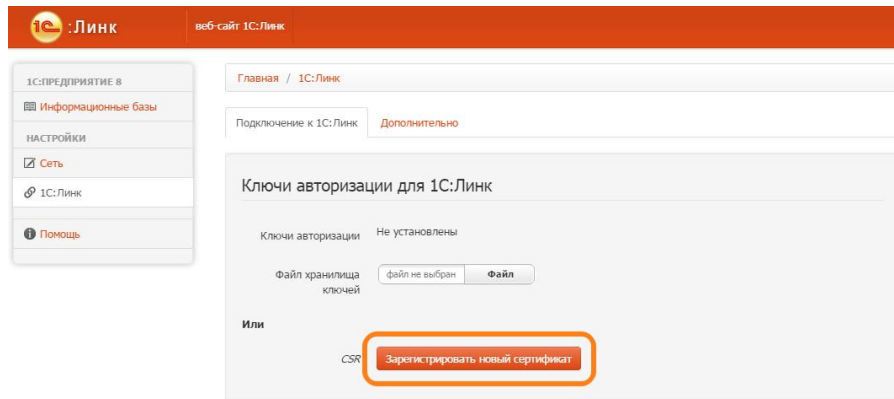 1С :Линк
веб-сайт 1С:Линк
1С:ПРЕДПРИЯТИЕ 8
Информационные базы
НАСТРОЙКИ
Сеть
1С:Линк
Помощь
Главная / 1С:Линк
Подключение к 1С:Линк Дополнительно
Ключи авторизации для 1С:Линк
Ключи авторизации Не установлены
Файл хранилища файл не выбран Файл
ключей
Или
CSR Зарегистрировать новый сертификат